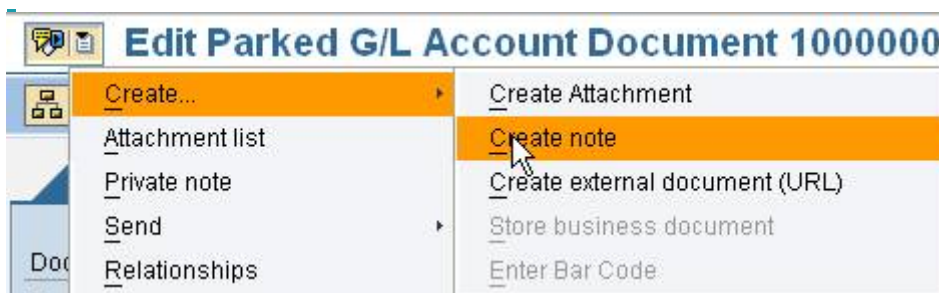 Edit Parked G/L Account Document 1000000
Create...
Create Attachment
Attachment list
Create note
Private note
Create external document (URL)
Send
Store business document
Doc
Relationships
Enter Bar Code